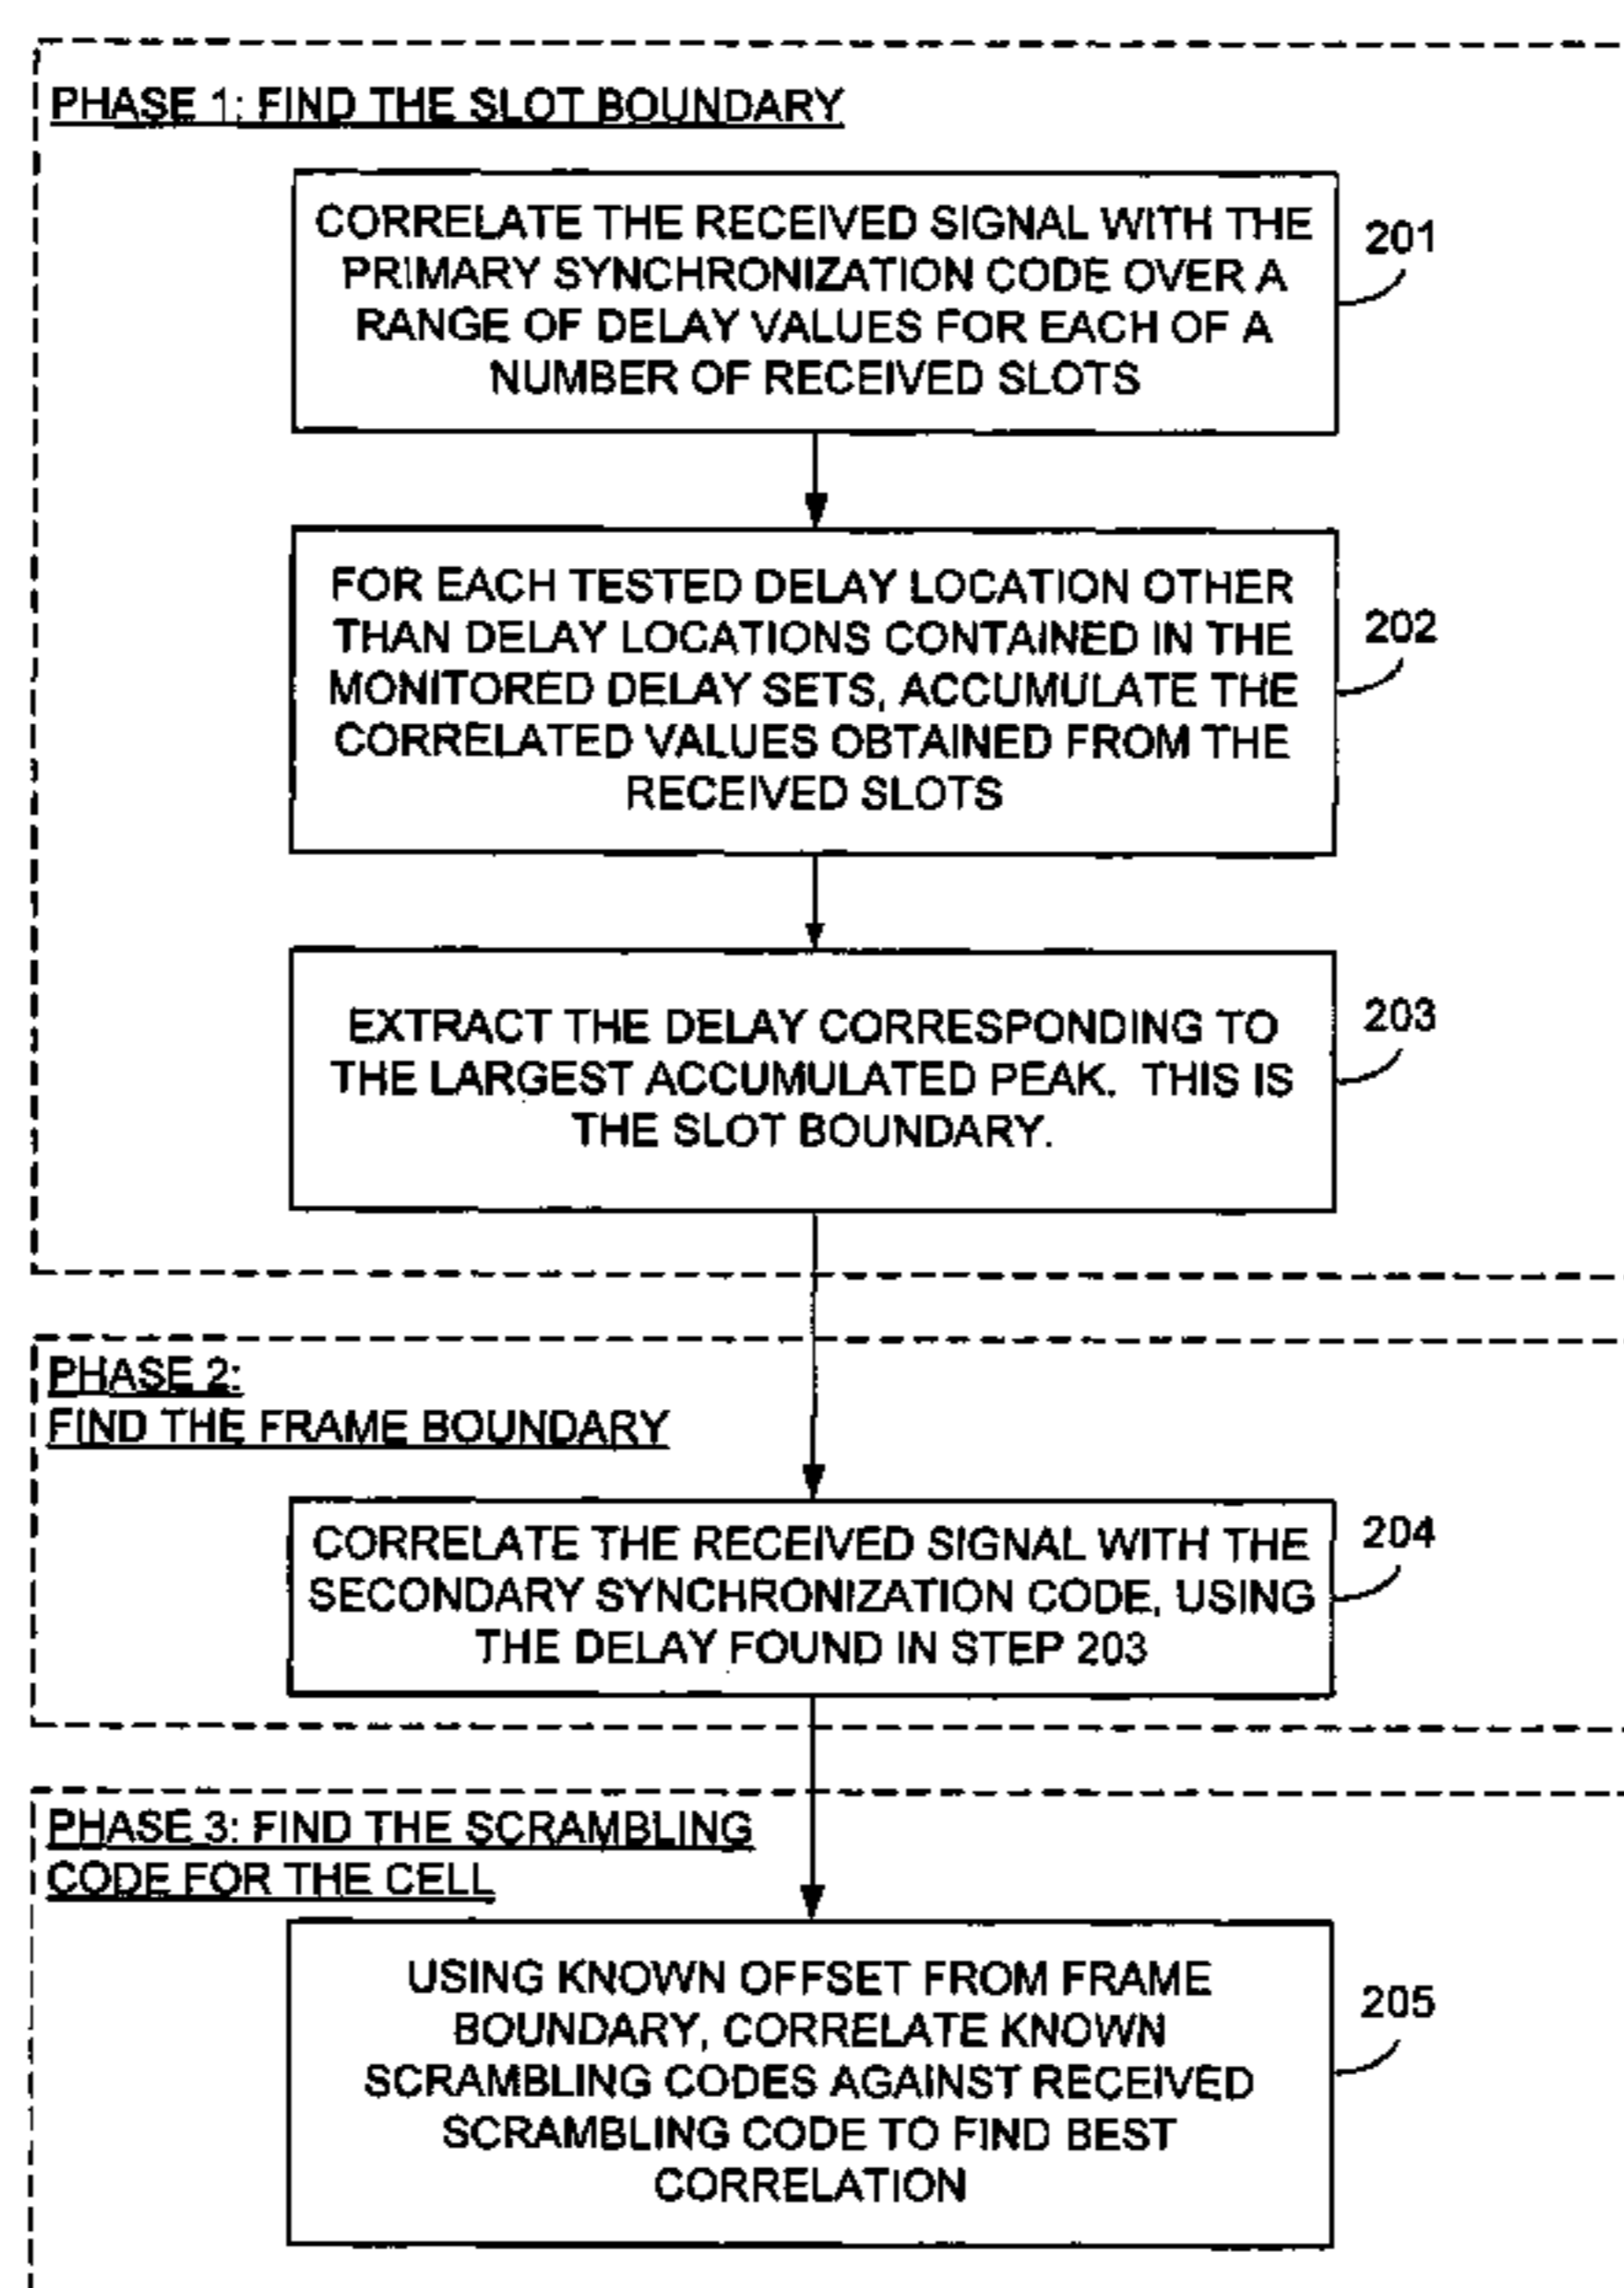 PHASE 1: FIND THE SLOT BOUNDARY
CORRELATE THE RECEIVED SIGNAL WITH THE
PRIMARY SYNCHRONIZATION CODE OVER A
RANGE OF DELAY VALUES FOR EACH OF A
NUMBER OF RECEIVED SLOTS
201
FOR EACH TESTED DELAY LOCATION OTHER
THAN DELAY LOCATIONS CONTAINED IN THE
MONITORED DELAY SETS, ACCUMULATE THE
CORRELATED VALUES OBTAINED FROM THE
RECEIVED SLOTS
202
EXTRACT THE DELAY CORRESPONDING TO
THE LARGEST ACCUMULATED PEAK. THIS IS
THE SLOT BOUNDARY.
203
PHASE 2:
FIND THE FRAME BOUNDARY
CORRELATE THE RECEIVED SIGNAL WITH THE
SECONDARY SYNCHRONIZATION CODE, USING
THE DELAY FOUND IN STEP 203
204
PHASE 3: FIND THE SCRAMBLING
CODE FOR THE CELL
USING KNOWN OFFSET FROM FRAME
BOUNDARY, CORRELATE KNOWN
SCRAMBLING CODES AGAINST RECEIVED
SCRAMBLING CODE TO FIND BEST
CORRELATION
205